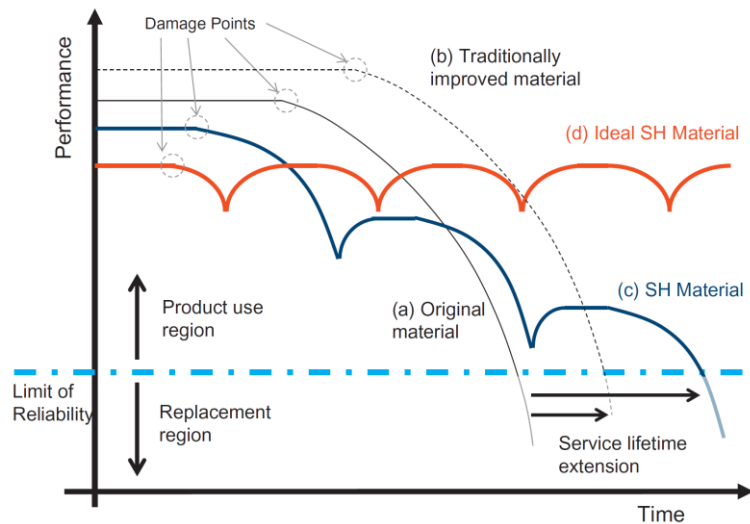 Damage Points
Performance
(b) Traditionally
improved material
(d) Ideal SH Material
(c) SH Material
Product use
region
(a) Original
material
Limit of
Reliability
Replacement
region
Service lifetime
extension
Time